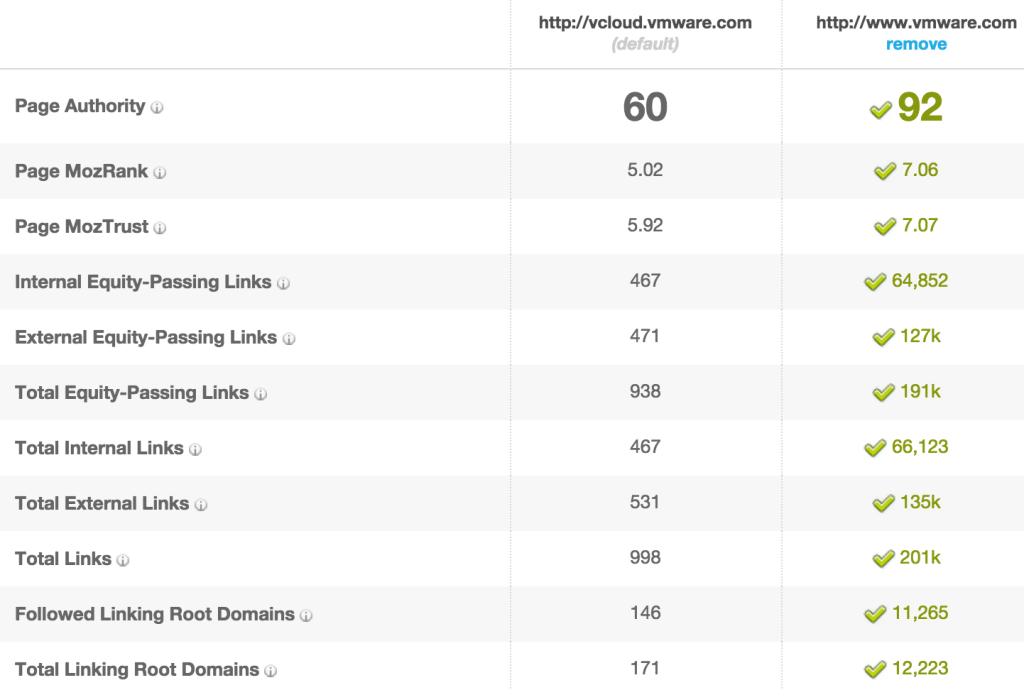 http://vcloud.vmware.com http://www.vmware.com
(default) remove
Page Authority 60 92
Page MozRank 5.02 7.06
Page MozTrust 5.92 7.07
Internal Equity-Passing Links 467 64,852
External Equity-Passing Links 471 127k
Total Equity-Passing Links 938 191k
Total Internal Links 467 66,123
Total External Links 531 135k
Total Links 998 201k
Followed Linking Root Domains 146 11,265
Total Linking Root Domains 171 12,223